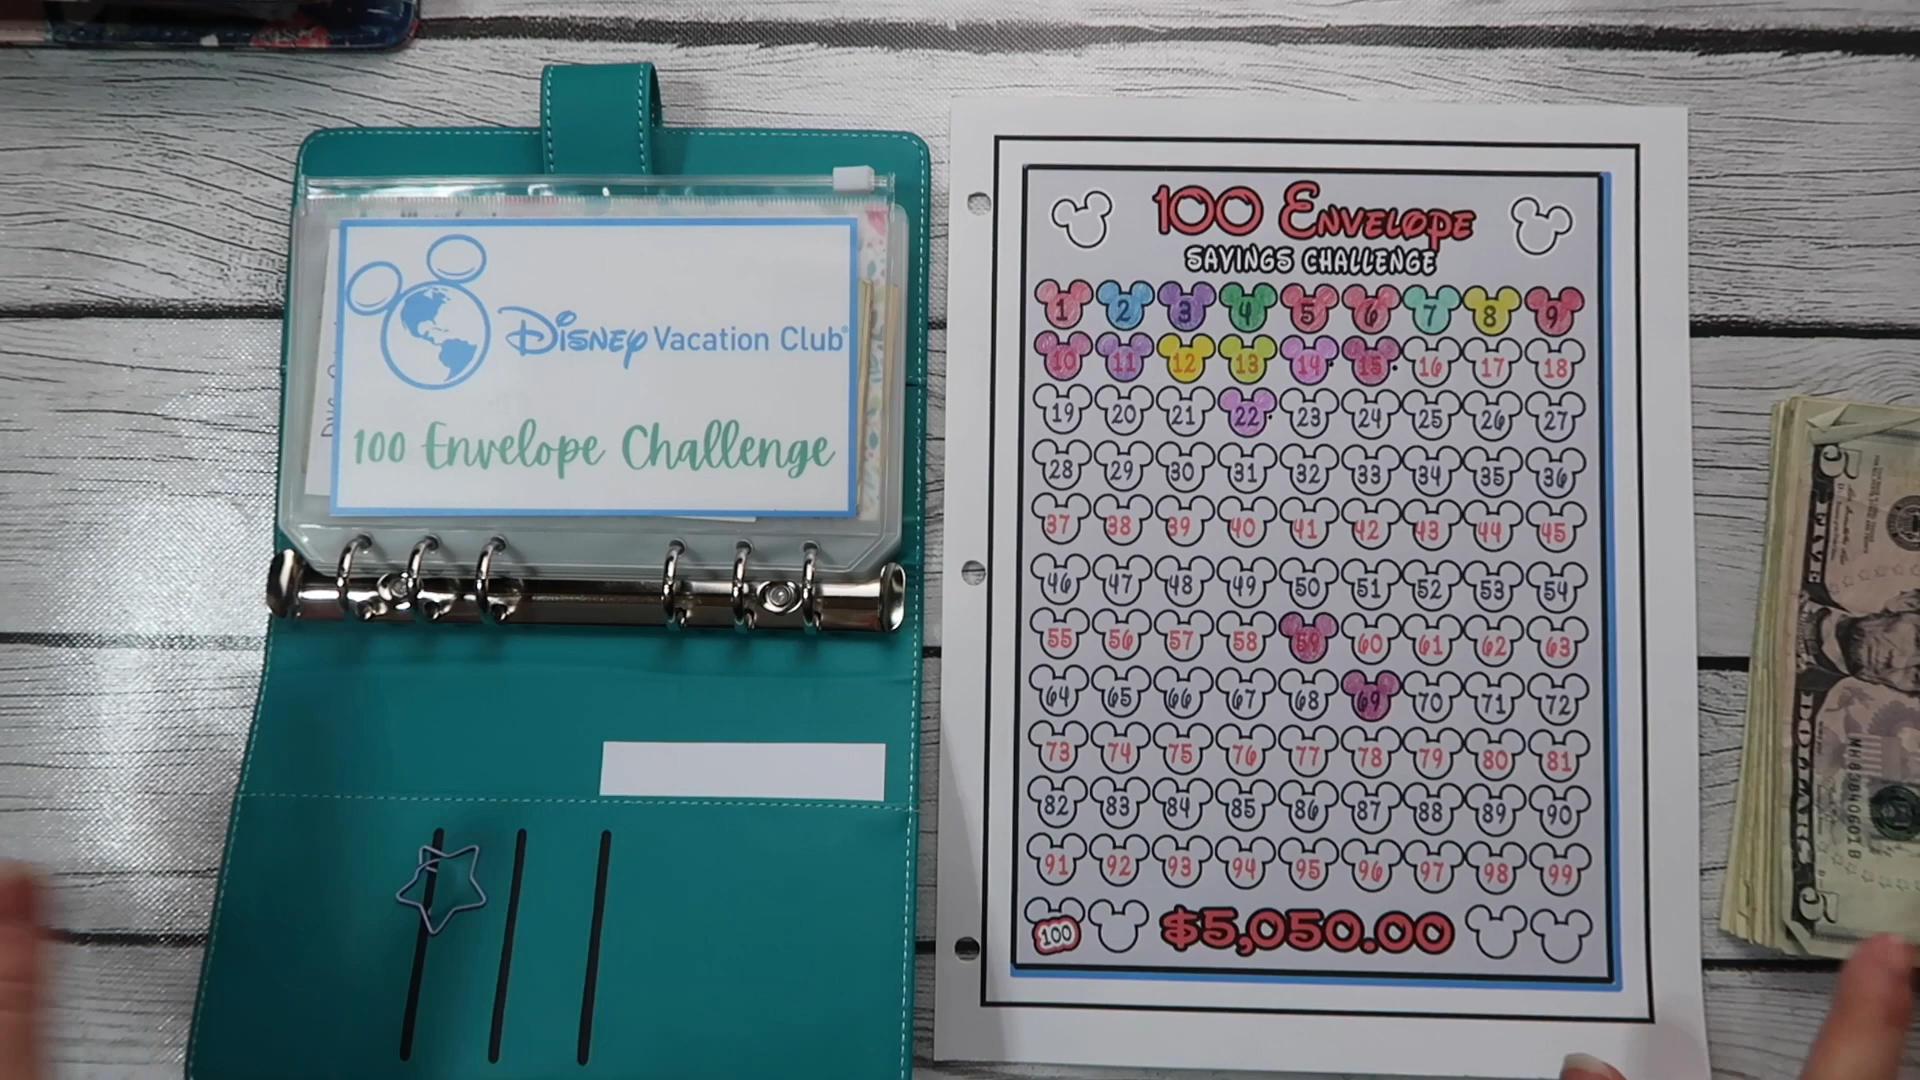 Disney Vacation Club®
100 Envelope Challenge
100 Envelope
SAVINGS CHALLENGE
1 2 3 4 5 6 7 8 9
10 11 12 13 14 15 16 17 18
19 20 21 22 23 24 25 26 27
28 29 30 31 32 33 34 35 36
37 38 39 40 41 42 43 44 45
46 47 48 49 50 51 52 53 54
55 56 57 58 59 60 61 62 63
64 65 66 67 68 69 70 71 72
73 74 75 76 77 78 79 80 81
82 83 84 85 86 87 88 89 90
91 92 93 94 95 96 97 98 99
100 $5,050.00
5
5